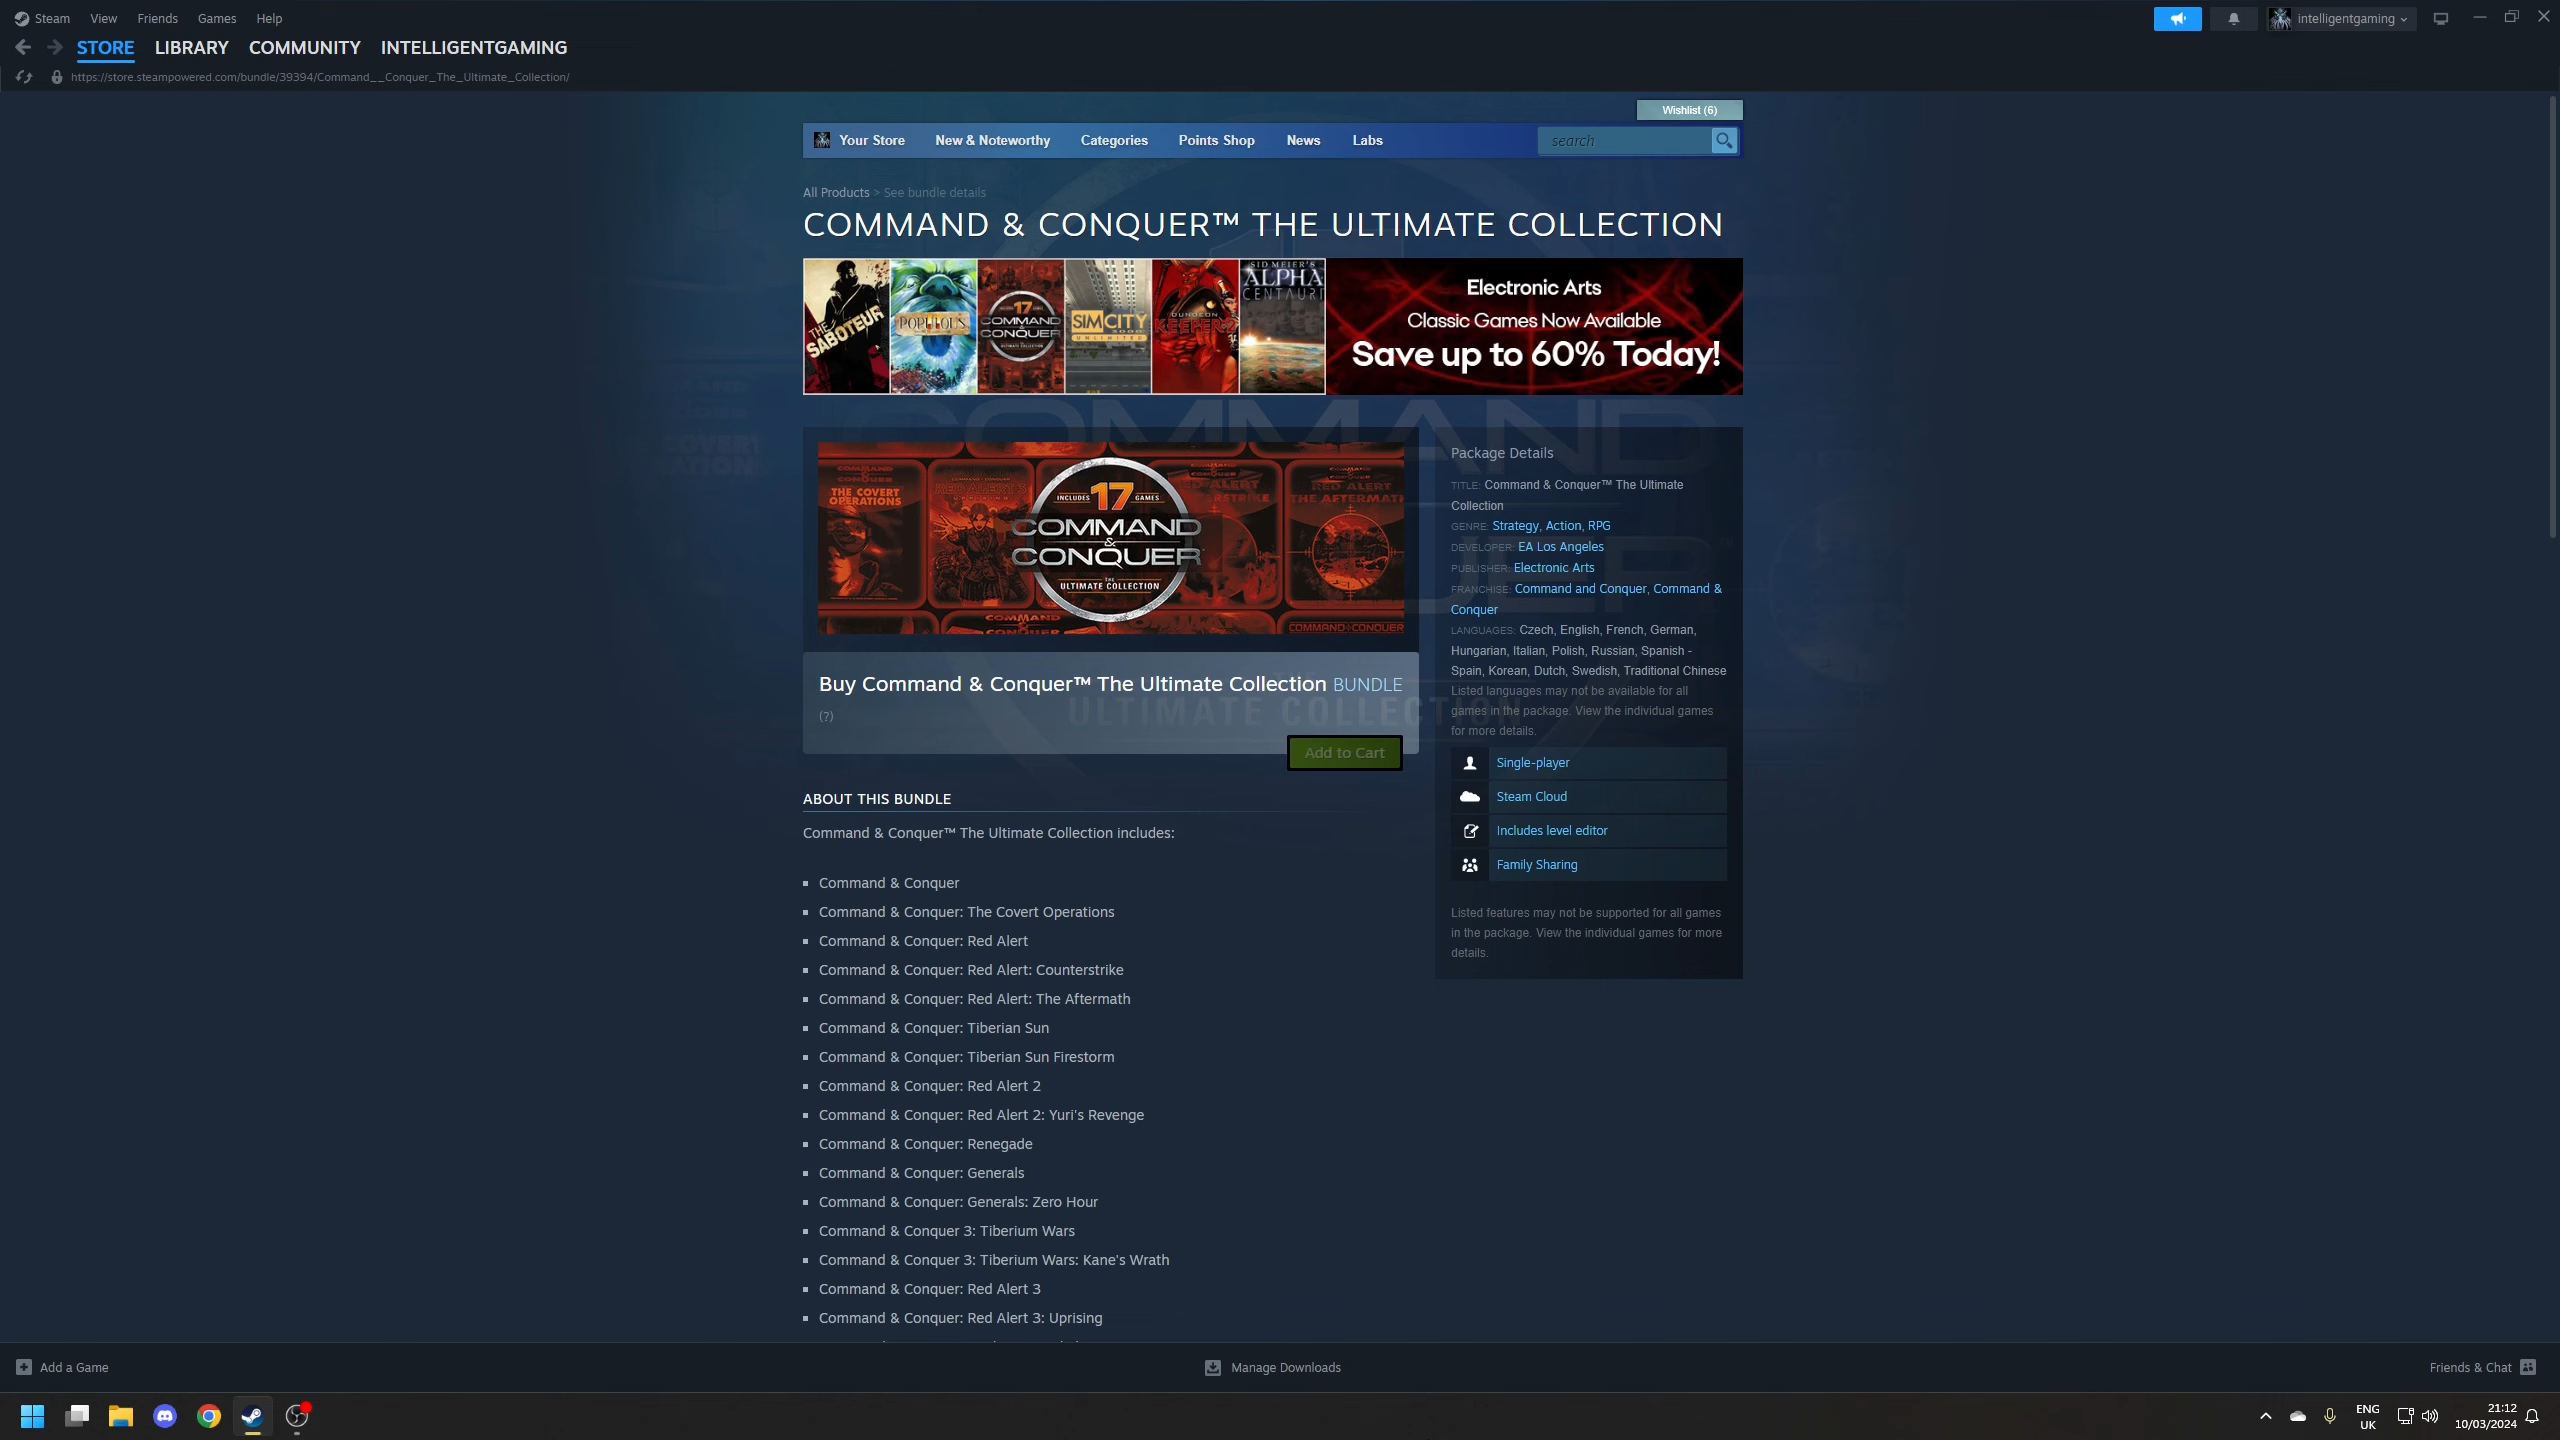 Steam View Friends Games Help
intelligentgaming
STORE LIBRARY COMMUNITY INTELLIGENTGAMING
https://store.steampowered.com/bundle/39394/Command__Conquer_The_Ultimate_Collection/
Wishlist (6)
Your Store New & Noteworthy Categories Points Shop News Labs search
All Products > See bundle details
COMMAND & CONQUER™ THE ULTIMATE COLLECTION
THE SABOTEUR
POPULOUS
INCLUDES 17 GAMES
COMMAND & CONQUER
THE ULTIMATE COLLECTION
SIMCITY 3000
UNLIMITED
DUNGEON KEEPER 2
SID MEIER'S
ALPHA CENTAURI
Electronic Arts
Classic Games Now Available
Save up to 60% Today!
COMMAND & CONQUER
THE COVERT OPERATIONS
INCLUDES 17 GAMES
COMMAND & CONQUER
THE ULTIMATE COLLECTION
RED ALERT
THE AFTERMATH
COMMAND CONQUER
Buy Command & Conquer™ The Ultimate Collection BUNDLE
(?)
ULTIMATE COLLECTION
Add to Cart
ABOUT THIS BUNDLE
Command & Conquer™ The Ultimate Collection includes:
Command & Conquer
Command & Conquer: The Covert Operations
Command & Conquer: Red Alert
Command & Conquer: Red Alert: Counterstrike
Command & Conquer: Red Alert: The Aftermath
Command & Conquer: Tiberian Sun
Command & Conquer: Tiberian Sun Firestorm
Command & Conquer: Red Alert 2
Command & Conquer: Red Alert 2: Yuri's Revenge
Command & Conquer: Renegade
Command & Conquer: Generals
Command & Conquer: Generals: Zero Hour
Command & Conquer 3: Tiberium Wars
Command & Conquer 3: Tiberium Wars: Kane's Wrath
Command & Conquer: Red Alert 3
Command & Conquer: Red Alert 3: Uprising
Package Details
TITLE: Command & Conquer™ The Ultimate
Collection
GENRE: Strategy, Action, RPG
DEVELOPER: EA Los Angeles
PUBLISHER: Electronic Arts
FRANCHISE: Command and Conquer, Command &
Conquer
LANGUAGES: Czech, English, French, German,
Hungarian, Italian, Polish, Russian, Spanish -
Spain, Korean, Dutch, Swedish, Traditional Chinese
Listed languages may not be available for all
games in the package. View the individual games
for more details.
Single-player
Steam Cloud
Includes level editor
Family Sharing
Listed features may not be supported for all games
in the package. View the individual games for more
details.
Add a Game Manage Downloads Friends & Chat
ENG
UK
21:12
10/03/2024